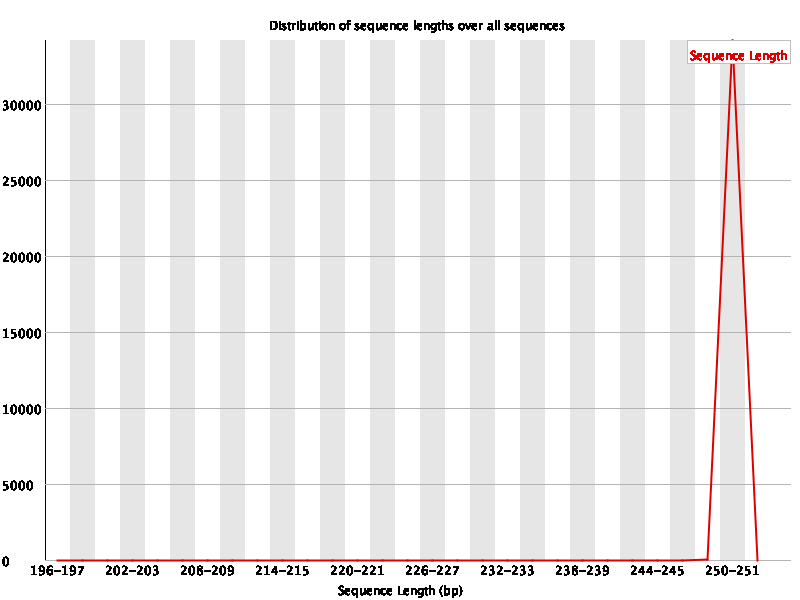 Distribution of sequence lengths over all sequences
Sequence Length
30000
25000
20000
15000
10000
5000
0
196-197 202-203 208-209 214-215 220-221 226-227 232-233 238-239 244-245 250-251
Sequence Length (bp)